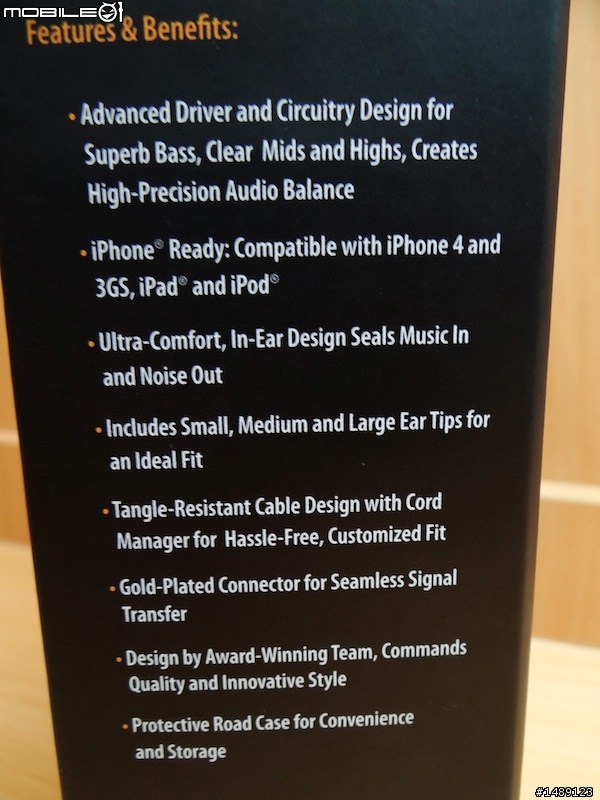 MOBILE01
Features & Benefits:
• Advanced Driver and Circuitry Design for
Superb Bass, Clear Mids and Highs, Creates
High-Precision Audio Balance
• iPhone® Ready: Compatible with iPhone 4 and
3GS, iPad® and iPod®
• Ultra-Comfort, In-Ear Design Seals Music In
and Noise Out
• Includes Small, Medium and Large Ear Tips for
an Ideal Fit
• Tangle-Resistant Cable Design with Cord
Manager for Hassle-Free, Customized Fit
• Gold-Plated Connector for Seamless Signal
Transfer
• Design by Award-Winning Team, Commands
Quality and Innovative Style
• Protective Road Case for Convenience
and Storage
#1489123